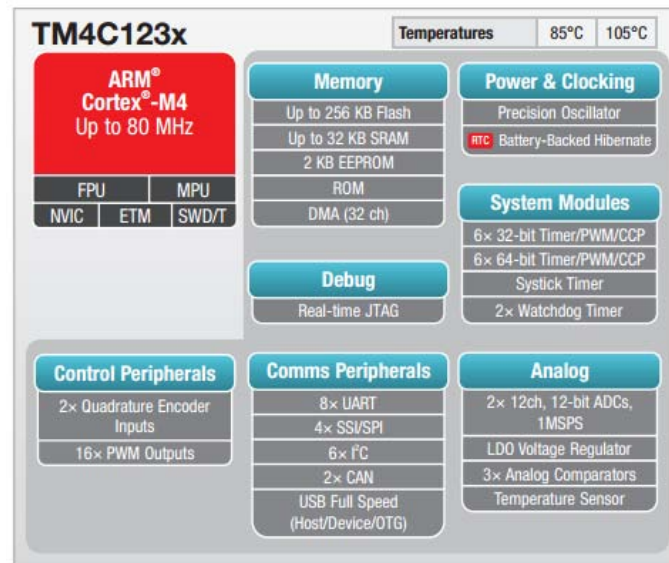 TM4C123x
Temperatures 85°C 105°C
ARM®
Cortex®-M4
Up to 80 MHz
FPU MPU
NVIC ETM SWD/T
Memory
Up to 256 KB Flash
Up to 32 KB SRAM
2 KB EEPROM
ROM
DMA (32 ch)
Power & Clocking
Precision Oscillator
RTC Battery-Backed Hibernate
System Modules
6× 32-bit Timer/PWM/CCP
6× 64-bit Timer/PWM/CCP
Systick Timer
2× Watchdog Timer
Debug
Real-time JTAG
Control Peripherals
2× Quadrature Encoder
Inputs
16× PWM Outputs
Comms Peripherals
8× UART
4× SSI/SPI
6× I²C
2× CAN
USB Full Speed
(Host/Device/OTG)
Analog
2× 12ch, 12-bit ADCs,
1MSPS
LDO Voltage Regulator
3× Analog Comparators
Temperature Sensor